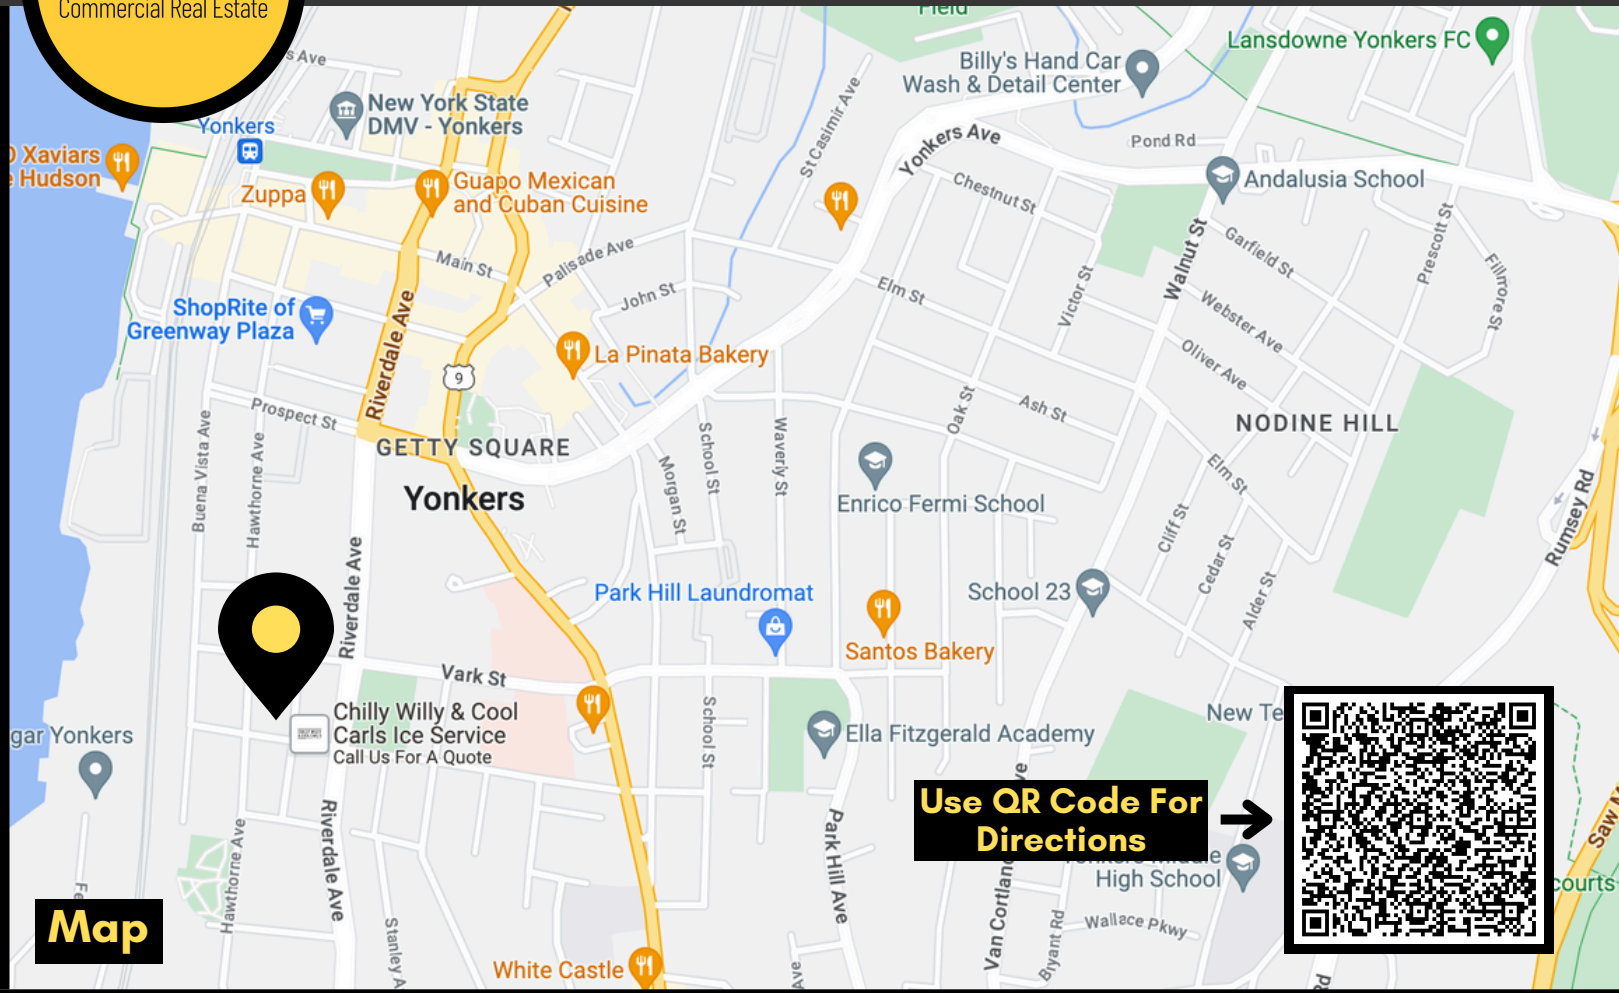 Commercial Real Estate
Field
Lansdowne Yonkers FC
s Ave
Billy's Hand Car
Wash & Detail Center
New York State
DMV - Yonkers
Yonkers
St Casimir Ave
Yonkers Ave
Pond Rd
Xaviars
Hudson
Zuppa
Guapo Mexican
and Cuban Cuisine
Chestnut St
Andalusia School
Main St
Palisade Ave
Walnut St
Garfield St
Prescott St
Fillmore St
John St
Elm St
Victor St
Webster Ave
ShopRite of
Greenway Plaza
Riverdale Ave
La Pinata Bakery
Oliver Ave
9
Prospect St
Buena Vista Ave
Hawthorne Ave
GETTY SQUARE
Yonkers
School St
Waverly St
Morgan St
Oak St
Ash St
NODINE HILL
Enrico Fermi School
Elm St
Cliff St
Cedar St
Alder St
Rumsey Rd
Riverdale Ave
Park Hill Laundromat
School 23
Santos Bakery
Vark St
Chilly Willy & Cool
Carls Ice Service
Call Us For A Quote
gar Yonkers
School St
Ella Fitzgerald Academy
New Te
Use QR Code For
Directions
Riverdale Ave
Hawthorne Ave
Park Hill Ave
Van Cortlan
ve
High School
Saw M
courts
Map
Fe
Stanley A
White Castle
Ave
Bryant Rd
Wallace Pkwy
Rd